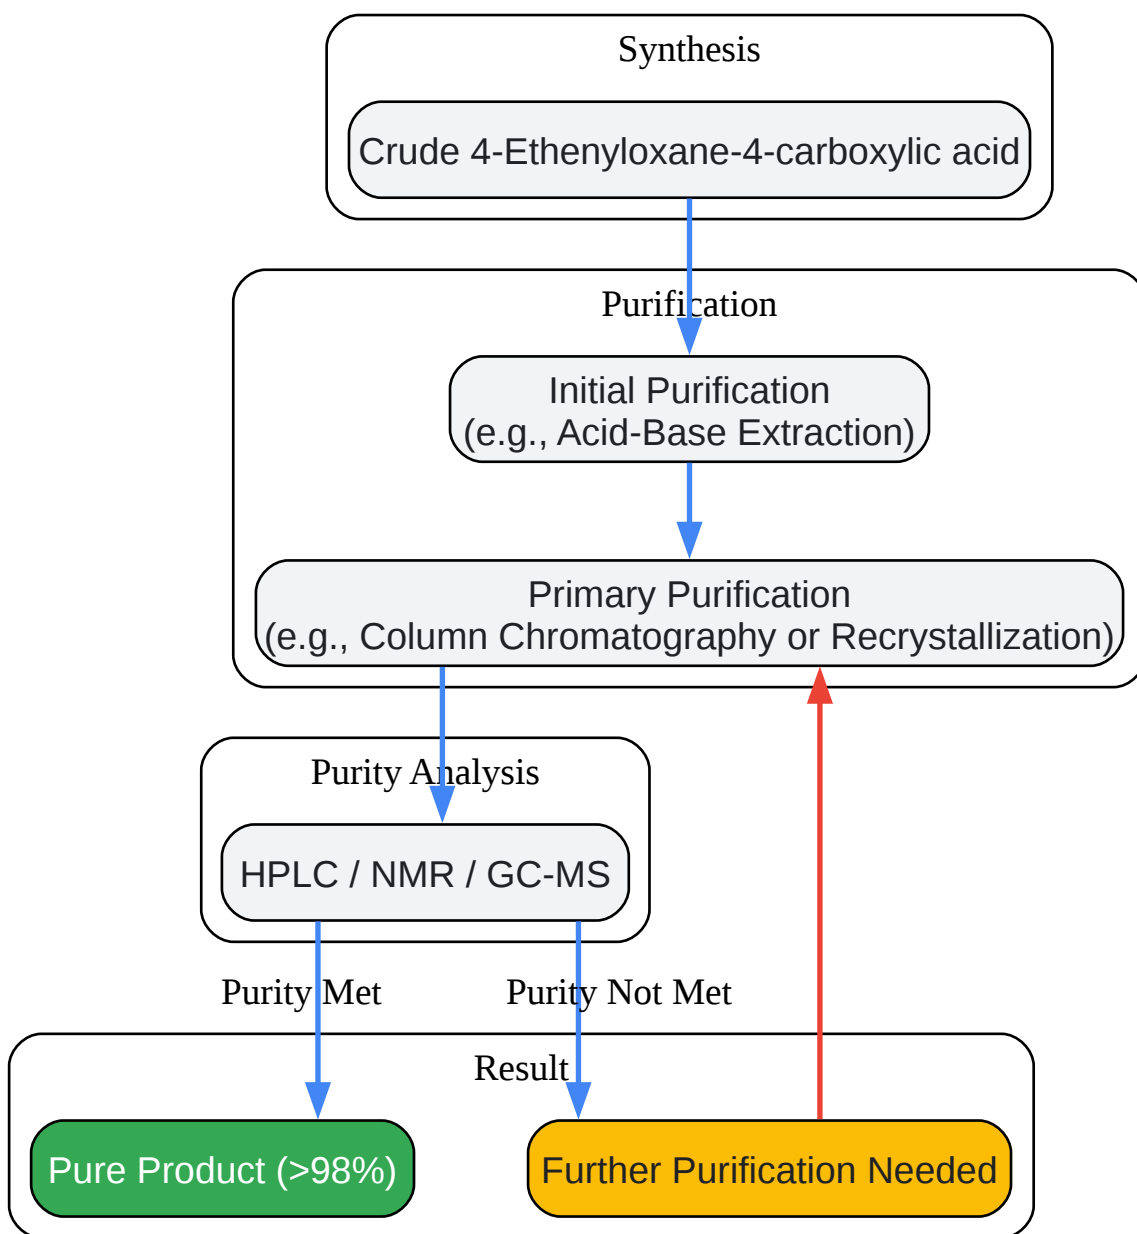 Synthesis
Crude 4-Ethenyloxane-4-carboxylic acid
Purification
Initial Purification
(e.g., Acid-Base Extraction)
Primary Purification
(e.g., Column Chromatography or Recrystallization)
Purity Analysis
HPLC / NMR / GC-MS
Purity Met
Purity Not Met
Result
Pure Product (>98%)
Further Purification Needed